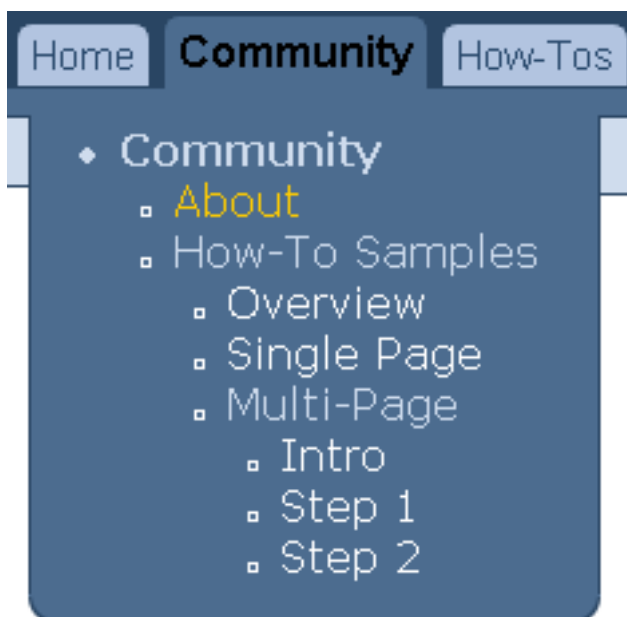 Home Community How-Tos
Community
About
How-To Samples
Overview
Single Page
Multi-Page
Intro
Step 1
Step 2